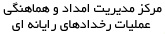 مرکز مدیریت امداد و هماهنگی
عملیات رخدادهای رایانه ای